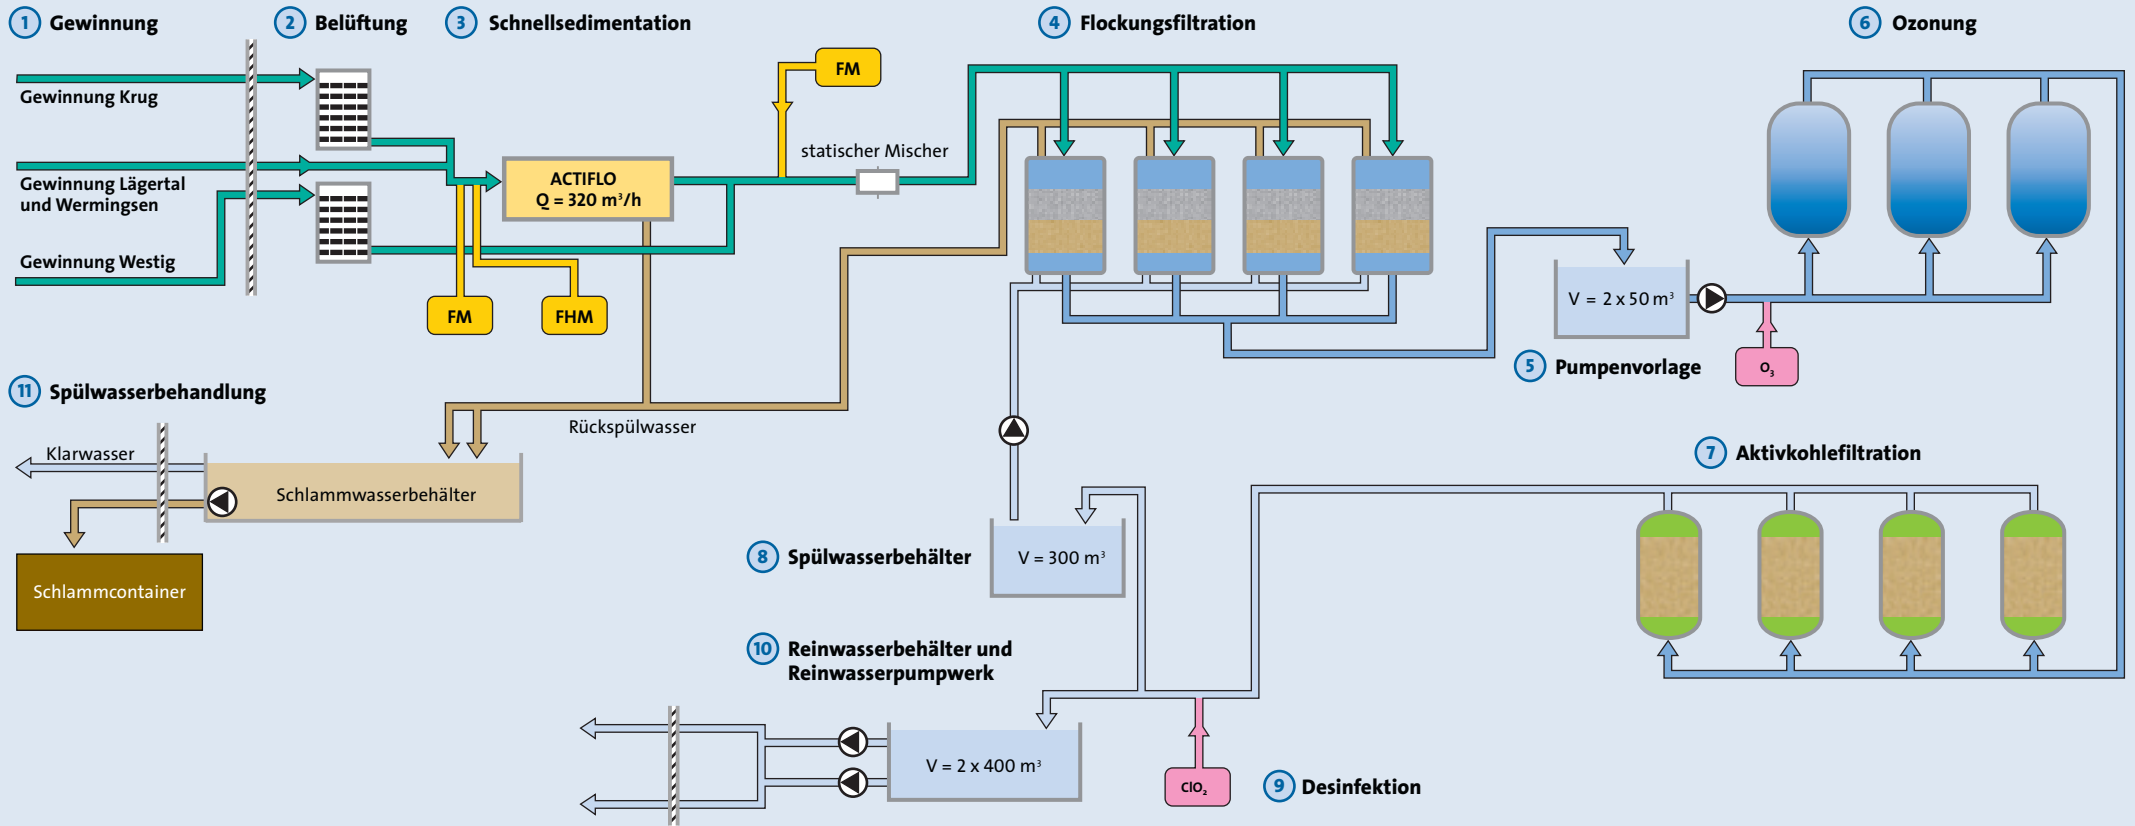 1 Gewinnung
2 Belüftung
3 Schnellsedimentation
4 Flockungsfiltration
6 Ozonung
FM
Gewinnung Krug
statischer Mischer
Gewinnung Lägertal
und Wermingsen
ACTIFLO
Q = 320 m³/h
Gewinnung Westig
FM
FHM
V = 2 x 50 m³
5 Pumpenvorlage
O₃
11 Spülwasserbehandlung
Rückspülwasser
Klarwasser
Schlammwasserbehälter
7 Aktivkohlefiltration
8 Spülwasserbehälter
V = 300 m³
Schlammcontainer
10 Reinwasserbehälter und
Reinwasserpumpwerk
V = 2 x 400 m³
ClO₂
9 Desinfektion